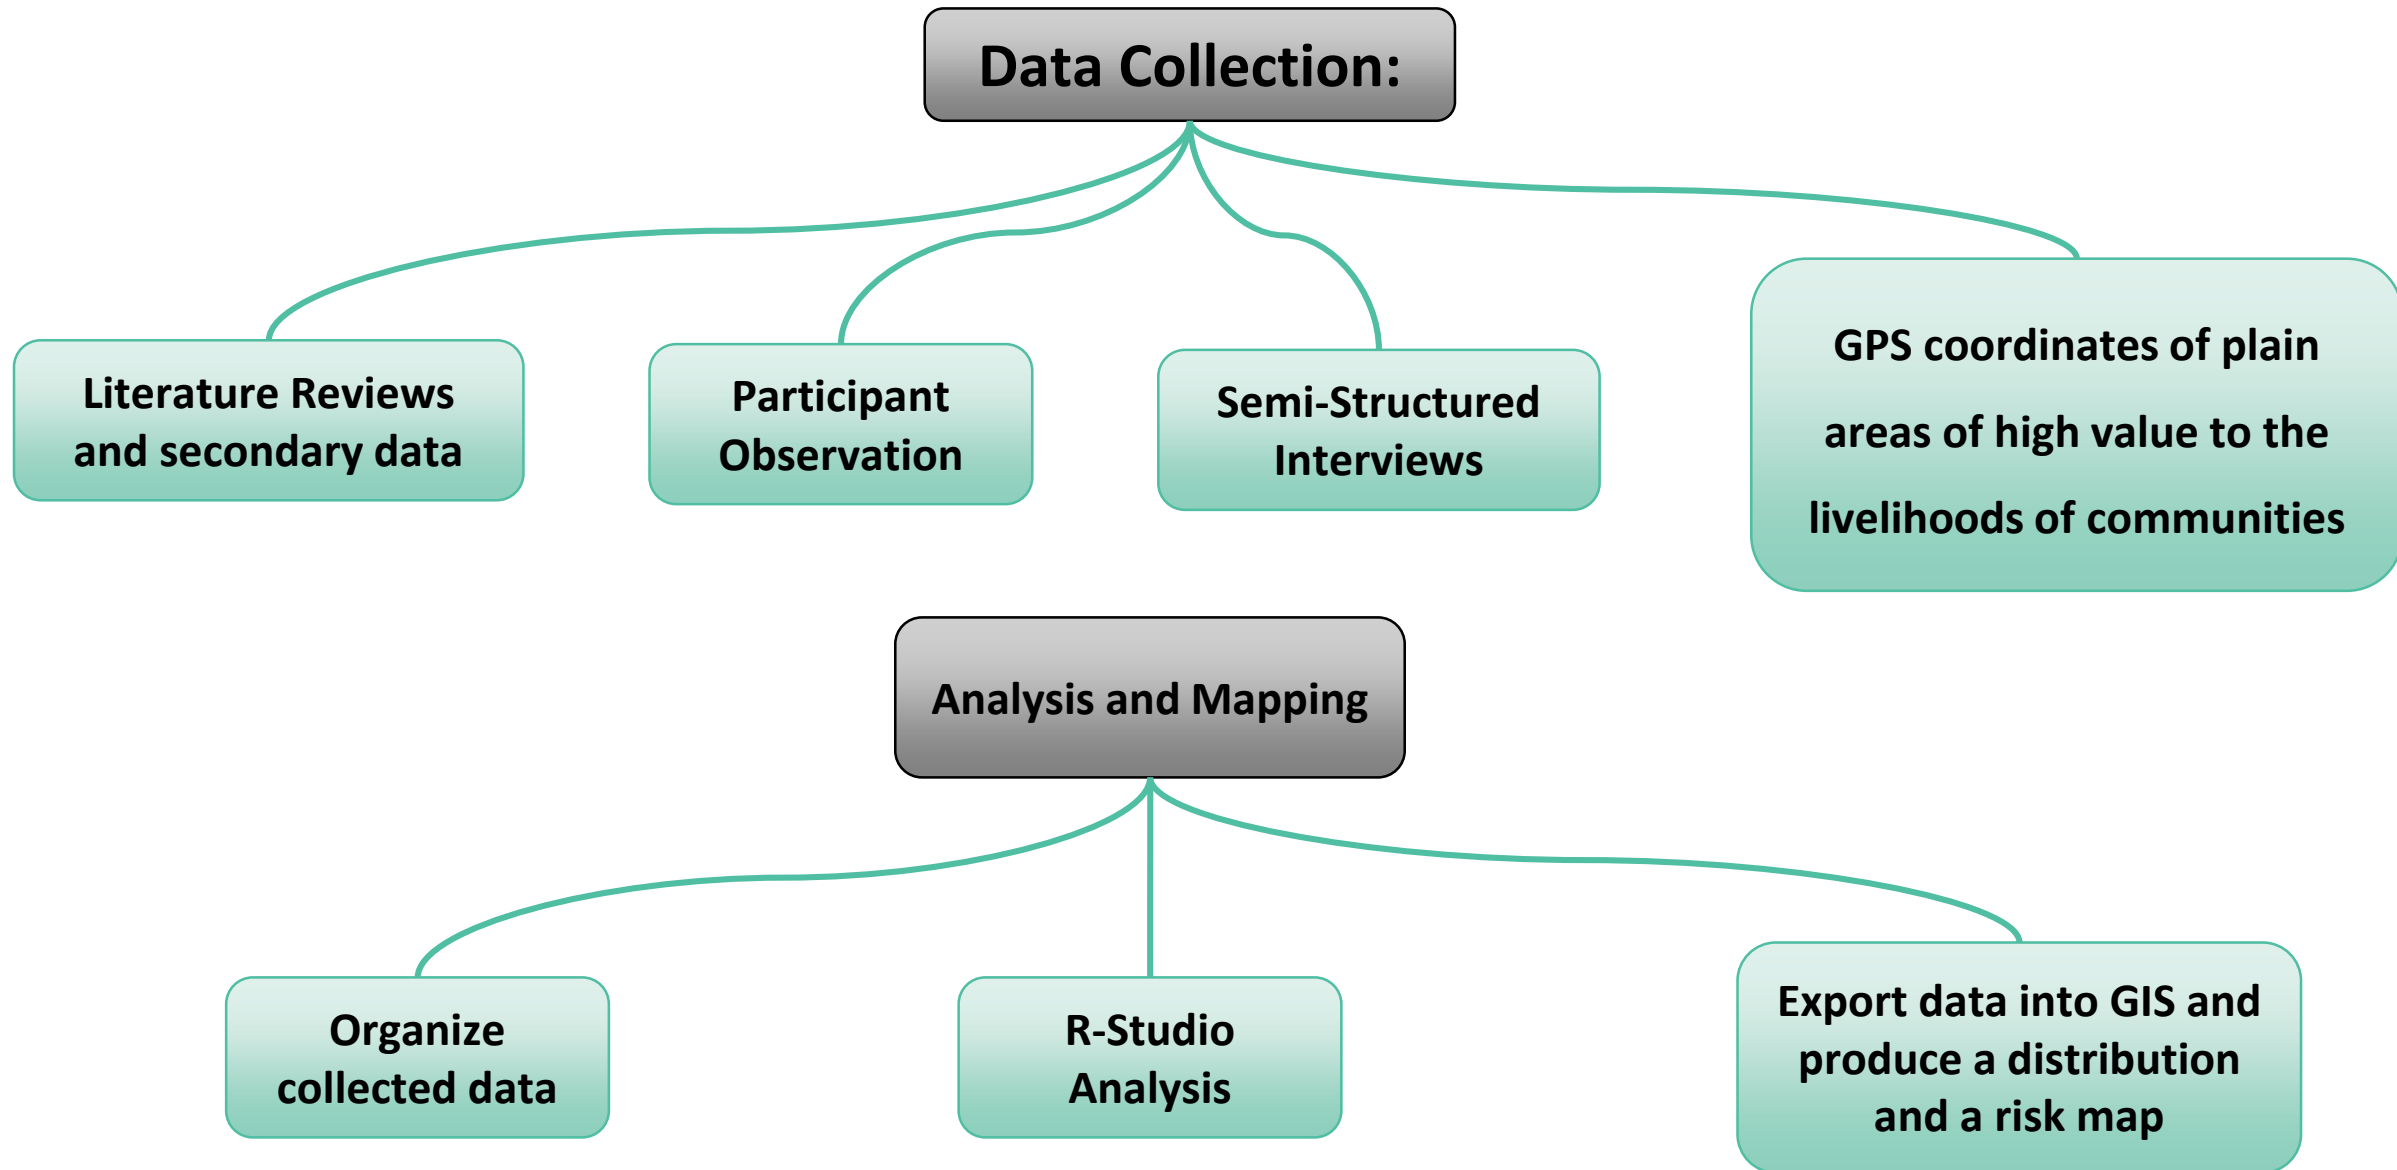 Data Collection:
Literature Reviews
and secondary data
Participant
Observation
Semi-Structured
Interviews
GPS coordinates of plain
areas of high value to the
livelihoods of communities
Analysis and Mapping
Organize
collected data
R-Studio
Analysis
Export data into GIS and
produce a distribution
and a risk map